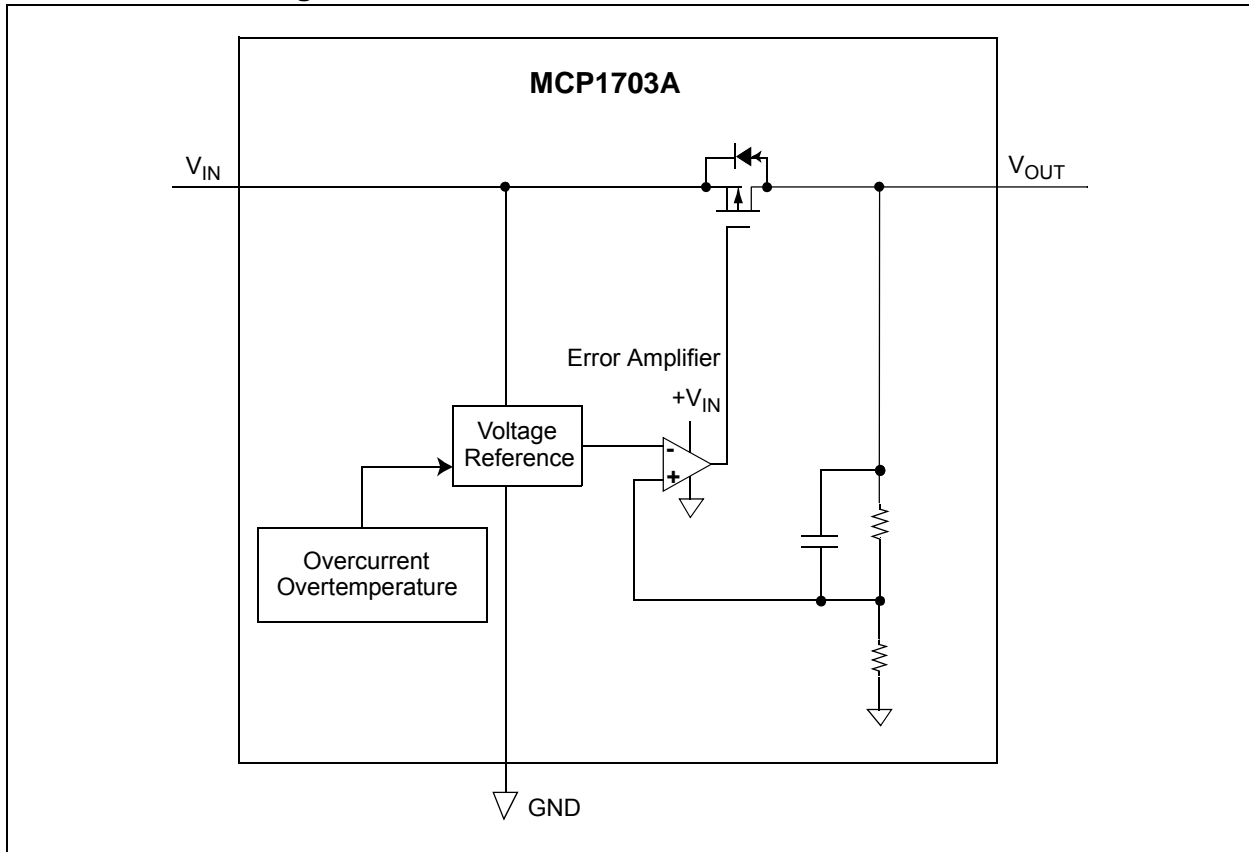 MCP1703A
VIN
VOUT
Error Amplifier
+VIN
Voltage
Reference
-
+
Overcurrent
Overtemperature
GND